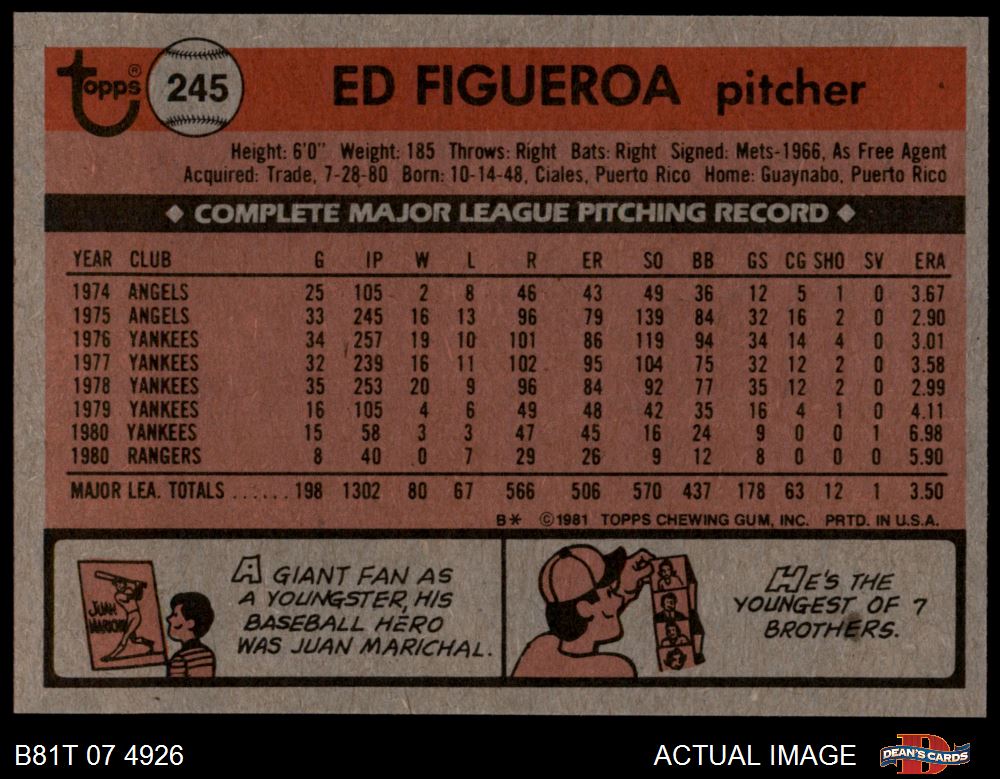 Topps® 245 ED FIGUEROA pitcher
Height: 6'0" Weight: 185 Throws: Right Bats: Right Signed: Mets-1966, As Free Agent
Acquired: Trade, 7-28-80 Born: 10-14-48, Ciales, Puerto Rico Home: Guaynabo, Puerto Rico
◆ COMPLETE MAJOR LEAGUE PITCHING RECORD ◆
YEAR CLUB G IP W L R ER SO BB GS CG SHO SV ERA
1974 ANGELS 25 105 2 8 46 43 49 36 12 5 1 0 3.67
1975 ANGELS 33 245 16 13 96 79 139 84 32 16 2 0 2.90
1976 YANKEES 34 257 19 10 101 86 119 94 34 14 4 0 3.01
1977 YANKEES 32 239 16 11 102 95 104 75 32 12 2 0 3.58
1978 YANKEES 35 253 20 9 96 84 92 77 35 12 2 0 2.99
1979 YANKEES 16 105 4 6 49 48 42 35 16 4 1 0 4.11
1980 YANKEES 15 58 3 3 47 45 16 24 9 0 0 1 6.98
1980 RANGERS 8 40 0 7 29 26 9 12 8 0 0 0 5.90
MAJOR LEA. TOTALS ...... 198 1302 80 67 566 506 570 437 178 63 12 1 3.50
B* ©1981 TOPPS CHEWING GUM, INC. PRTD. IN U.S.A.
JUAN
MARICHAL
A GIANT FAN AS
A YOUNGSTER, HIS
BASEBALL HERO
WAS JUAN MARICHAL.
HE'S THE
YOUNGEST OF 7
BROTHERS.
B81T 07 4926 ACTUAL IMAGE DEAN'S CARDS